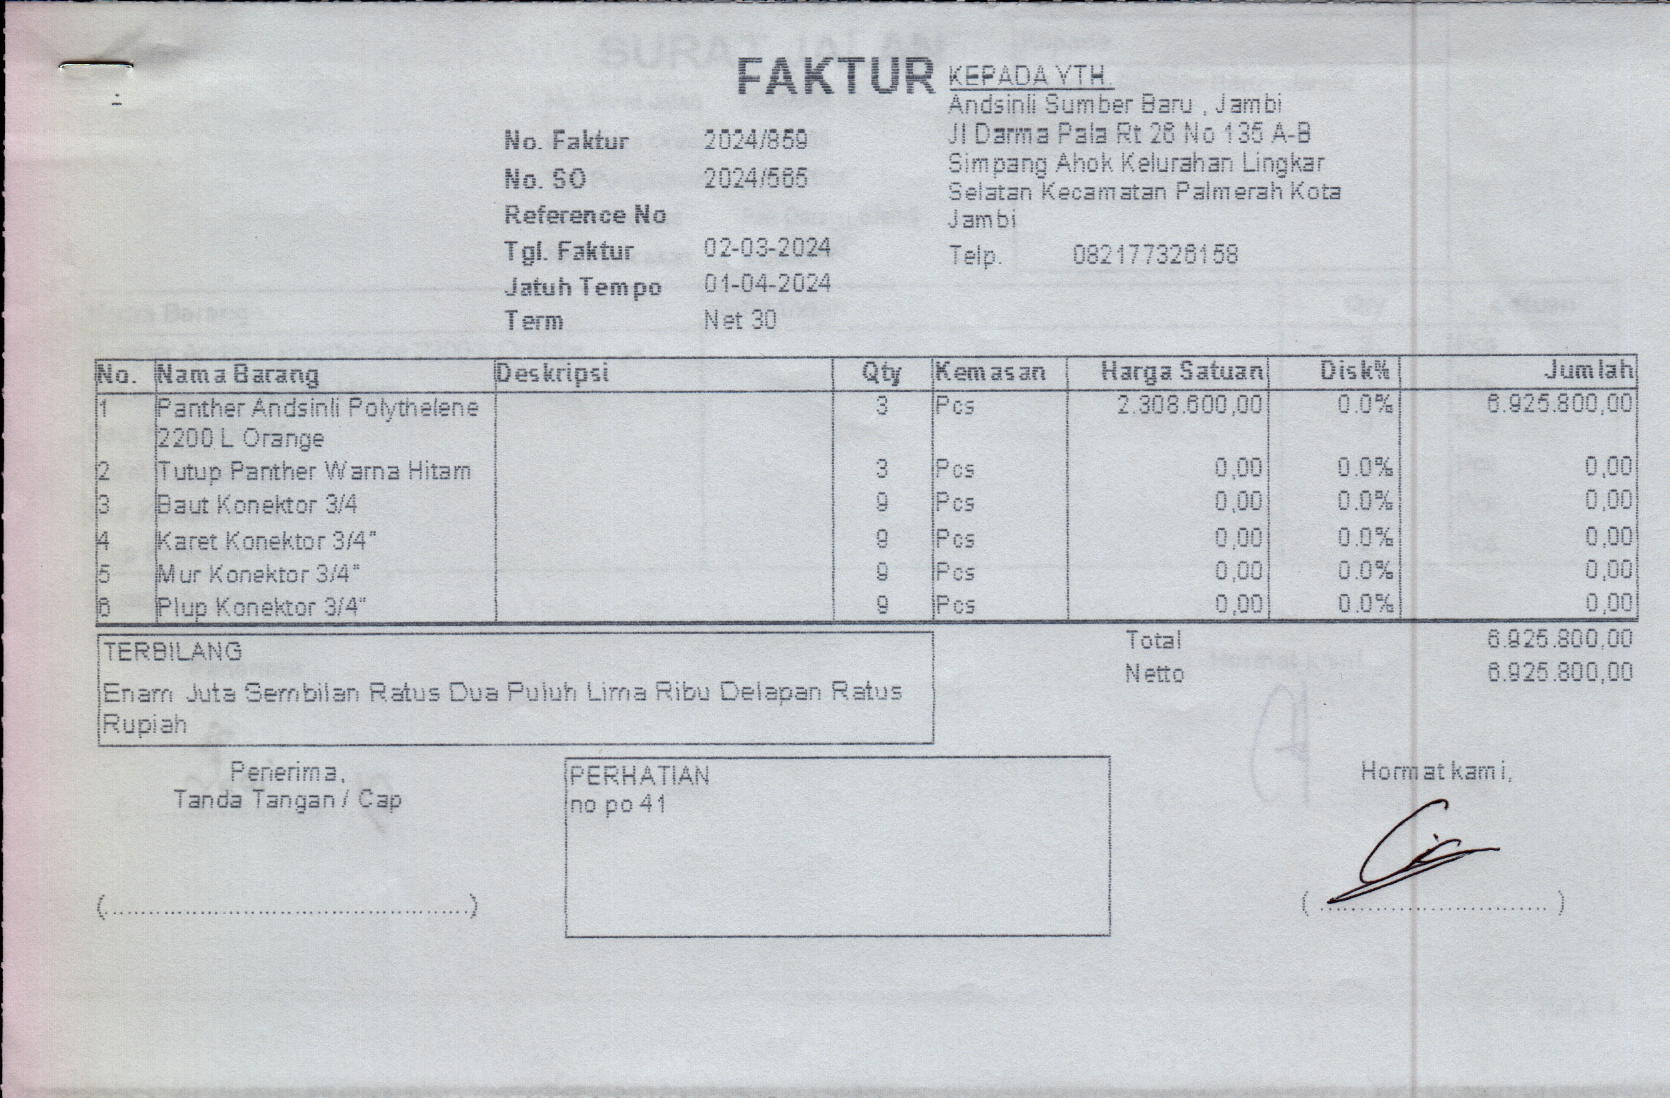 FAKTUR
KEPADA YTH.
Andsinli Sumber Baru , Jambi
Jl Darma Pala Rt 26 No 135 A-B
Simpang Ahok Kelurahan Lingkar
Selatan Kecamatan Palmerah Kota
Jambi
Telp. 082177326158
No. Faktur 2024/859
No. SO 2024/565
Reference No
Tgl. Faktur 02-03-2024
Jatuh Tempo 01-04-2024
Term Net 30
No. Nama Barang Deskripsi Qty Kemasan Harga Satuan Disk% Jumlah
1 Panther Andsinli Polythelene 3 Pcs 2.308.600,00 0.0% 6.925.800,00
2200 L Orange
2 Tutup Panther Warna Hitam 3 Pcs 0,00 0.0% 0,00
3 Baut Konektor 3/4 9 Pcs 0,00 0.0% 0,00
4 Karet Konektor 3/4" 9 Pcs 0,00 0.0% 0,00
5 Mur Konektor 3/4" 9 Pcs 0,00 0.0% 0,00
6 Plup Konektor 3/4" 9 Pcs 0,00 0.0% 0,00
Total 6.925.800,00
Netto 6.925.800,00
TERBILANG
Enam Juta Sembilan Ratus Dua Puluh Lima Ribu Delapan Ratus
Rupiah
Penerima,
Tanda Tangan / Cap
(................................................)
PERHATIAN
no po 41
Hormat kami,
( ............................... )
SURAT JALAN